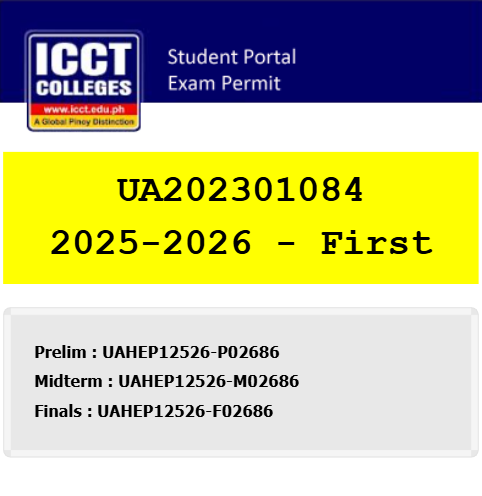 ICCT
COLLEGES
www.icct.edu.ph
A Global Pinoy Distinction
Student Portal
Exam Permit
UA202301084
2025-2026 - First
Prelim : UAHEP12526-P02686
Midterm : UAHEP12526-M02686
Finals : UAHEP12526-F02686